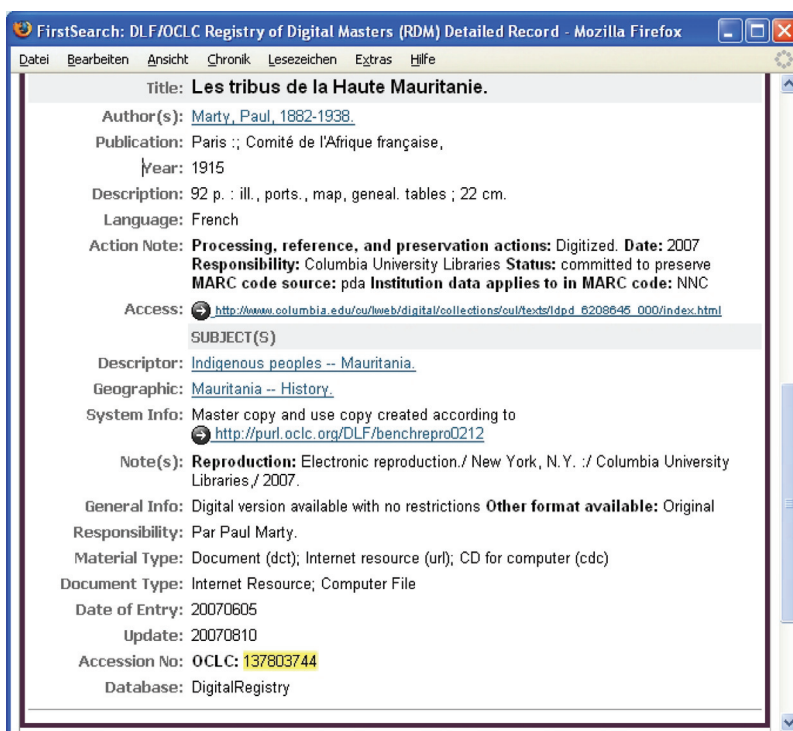 FirstSearch: DLF/OCLC Registry of Digital Masters (RDM) Detailed Record - Mozilla Firefox
Datei Bearbeiten Ansicht Chronik Lesezeichen Extras Hilfe
Title: Les tribus de la Haute Mauritanie.
Author(s): Marty, Paul, 1882-1938.
Publication: Paris :; Comité de l'Afrique française,
Year: 1915
Description: 92 p. : ill., ports., map, geneal. tables ; 22 cm.
Language: French
Action Note: Processing, reference, and preservation actions: Digitized. Date: 2007
Responsibility: Columbia University Libraries Status: committed to preserve
MARC code source: pda Institution data applies to in MARC code: NNC
Access: http://www.columbia.edu/cu/lweb/digital/collections/cul/texts/ldpd_6208645_000/index.html
SUBJECT(S)
Descriptor: Indigenous peoples -- Mauritania.
Geographic: Mauritania -- History.
System Info: Master copy and use copy created according to
http://purl.oclc.org/DLF/benchrepro0212
Note(s): Reproduction: Electronic reproduction./ New York, N.Y. :/ Columbia University
Libraries,/ 2007.
General Info: Digital version available with no restrictions Other format available: Original
Responsibility: Par Paul Marty.
Material Type: Document (dct); Internet resource (url); CD for computer (cdc)
Document Type: Internet Resource; Computer File
Date of Entry: 20070605
Update: 20070810
Accession No: OCLC: 137803744
Database: DigitalRegistry